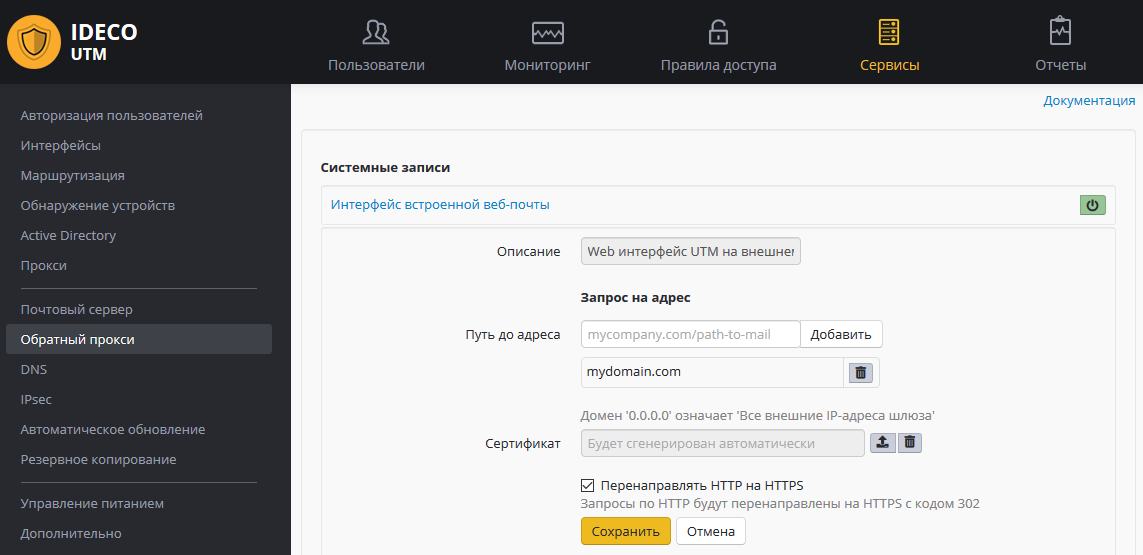 IDECO
UTM
Пользователи
Мониторинг
Правила доступа
Сервисы
Отчеты
Авторизация пользователей
Интерфейсы
Маршрутизация
Обнаружение устройств
Active Directory
Прокси
Почтовый сервер
Обратный прокси
DNS
IPsec
Автоматическое обновление
Резервное копирование
Управление питанием
Дополнительно
Документация
Системные записи
Интерфейс встроенной веб-почты
Описание
Web интерфейс UTM на внешнем
Запрос на адрес
Путь до адреса
mycompany.com/path-to-mail
Добавить
mydomain.com
Домен '0.0.0.0' означает 'Все внешние IP-адреса шлюза'
Сертификат
Будет сгенерирован автоматически
Перенаправлять HTTP на HTTPS
Запросы по HTTP будут перенаправлены на HTTPS с кодом 302
Сохранить
Отмена